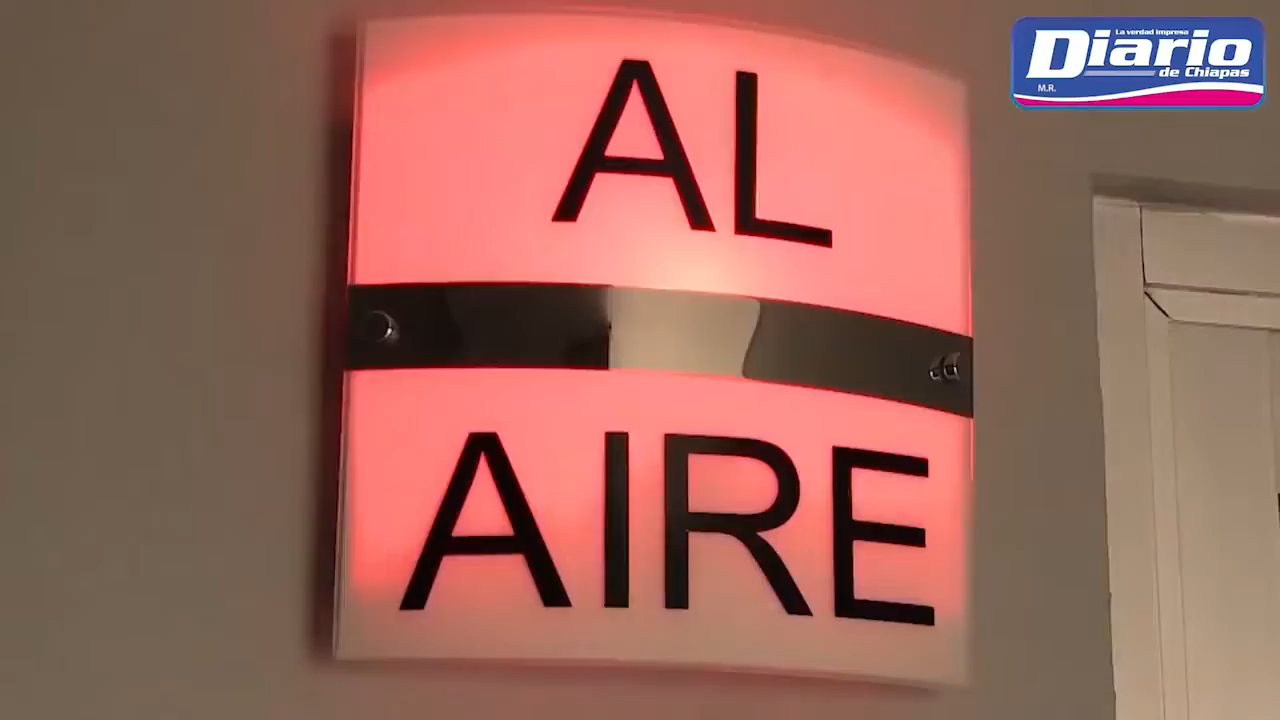 La verdad impresa
Diario
de Chiapas
M.R.
AL
AIRE